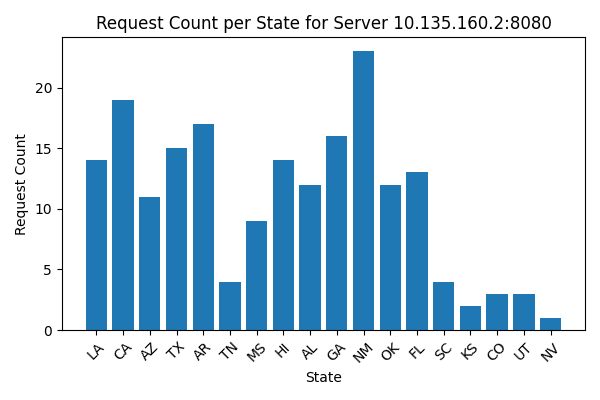 Request Count per State for Server 10.135.160.2:8080
Request Count
20
15
10
5
0
LA CA AZ TX AR TN MS HI AL GA NM OK FL SC KS CO UT NV
State